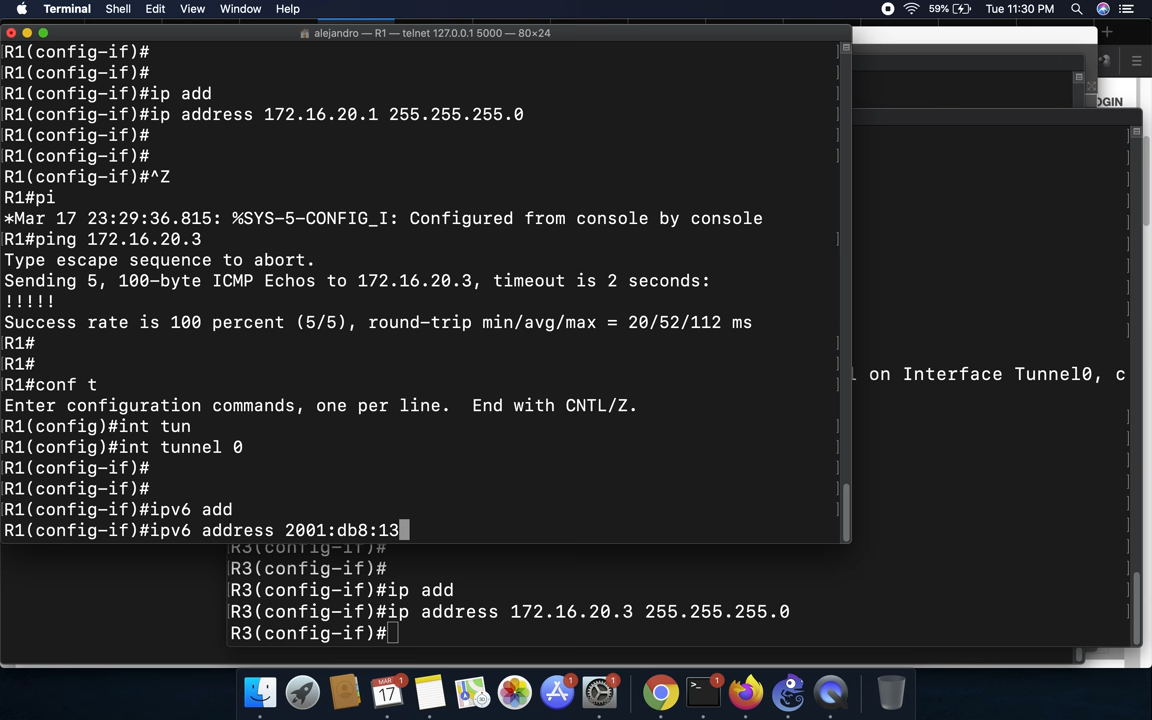 Terminal Shell Edit View Window Help 59% Tue 11:30 PM
alejandro — R1 — telnet 127.0.0.1 5000 — 80×24
R1(config-if)#
R1(config-if)#
R1(config-if)#ip add
R1(config-if)#ip address 172.16.20.1 255.255.255.0
R1(config-if)#
R1(config-if)#
R1(config-if)#^Z
R1#pi
*Mar 17 23:29:36.815: %SYS-5-CONFIG_I: Configured from console by console
R1#ping 172.16.20.3
Type escape sequence to abort.
Sending 5, 100-byte ICMP Echos to 172.16.20.3, timeout is 2 seconds:
!!!!!
Success rate is 100 percent (5/5), round-trip min/avg/max = 20/52/112 ms
R1#
R1#
R1#conf t
Enter configuration commands, one per line.  End with CNTL/Z.
R1(config)#int tun
R1(config)#int tunnel 0
R1(config-if)#
R1(config-if)#
R1(config-if)#ipv6 add
R1(config-if)#ipv6 address 2001:db8:13
OGIN
on Interface Tunnel0, c
R3(config-if)#
R3(config-if)#
R3(config-if)#ip add
R3(config-if)#ip address 172.16.20.3 255.255.255.0
R3(config-if)#
MAR
17
1
1
1
1
1